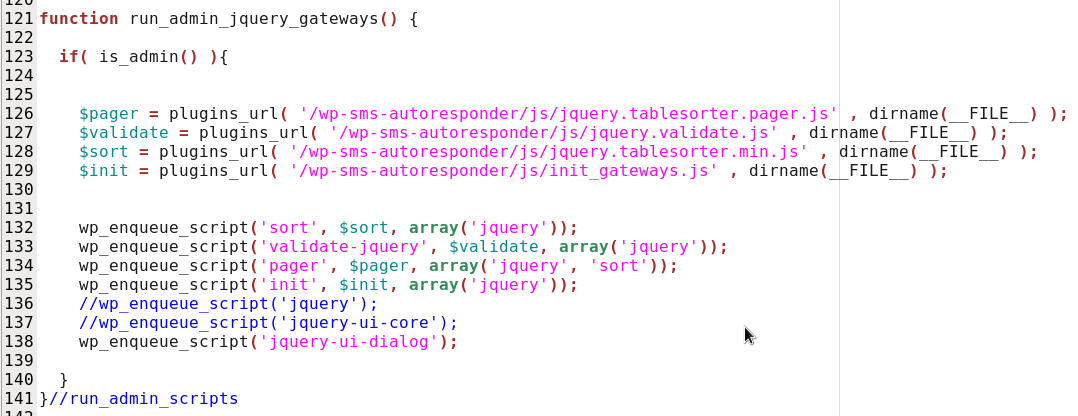 121 function run_admin_jquery_gateways() {
122
123   if( is_admin() ){
124
125
126     $pager = plugins_url( '/wp-sms-autoresponder/js/jquery.tablesorter.pager.js' , dirname(__FILE__) );
127     $validate = plugins_url( '/wp-sms-autoresponder/js/jquery.validate.js' , dirname(__FILE__) );
128     $sort = plugins_url( '/wp-sms-autoresponder/js/jquery.tablesorter.min.js' , dirname(__FILE__) );
129     $init = plugins_url( '/wp-sms-autoresponder/js/init_gateways.js' , dirname(__FILE__) );
130
131
132     wp_enqueue_script('sort', $sort, array('jquery'));
133     wp_enqueue_script('validate-jquery', $validate, array('jquery'));
134     wp_enqueue_script('pager', $pager, array('jquery', 'sort'));
135     wp_enqueue_script('init', $init, array('jquery'));
136     //wp_enqueue_script('jquery');
137     //wp_enqueue_script('jquery-ui-core');
138     wp_enqueue_script('jquery-ui-dialog');
139
140   }
141 }//run_admin_scripts